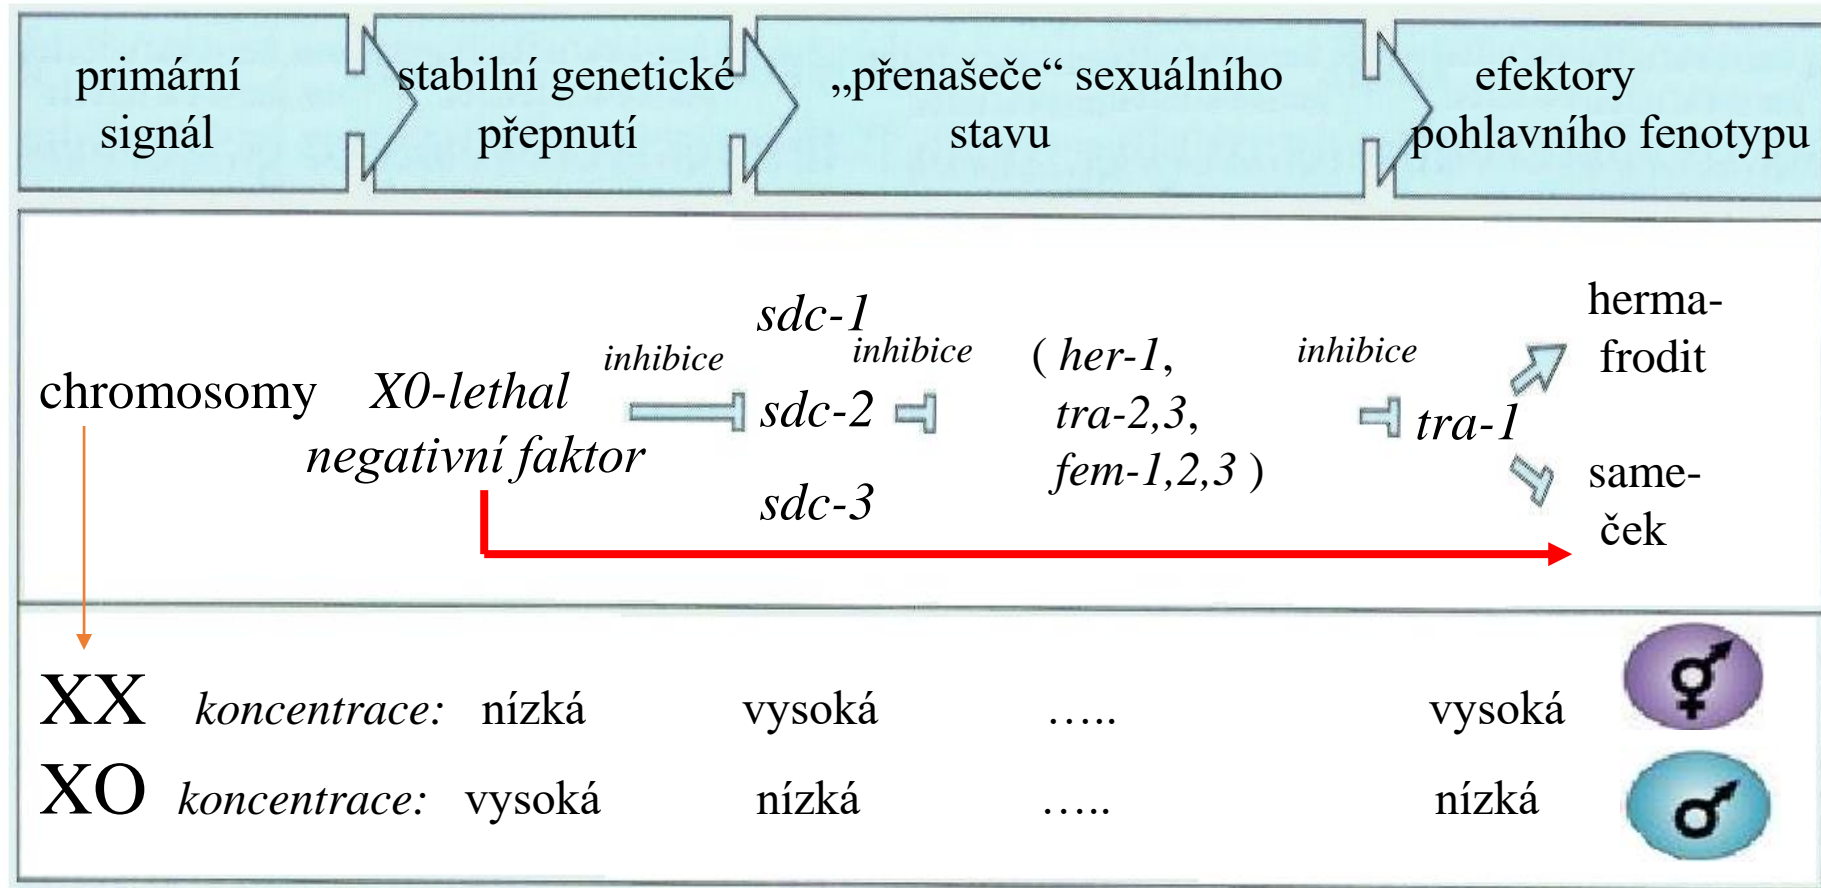 primární
signál
stabilní genetické
přepnutí
„přenašeče“ sexuálního
stavu
efektory
pohlavního fenotypu
chromosomy
X0-lethal
negativní faktor
inhibice
sdc-1
sdc-2
sdc-3
inhibice
( her-1,
tra-2,3,
fem-1,2,3 )
inhibice
tra-1
herma-
frodit
same-
ček
XX koncentrace: nízká vysoká ..... vysoká
XO koncentrace: vysoká nízká ..... nízká